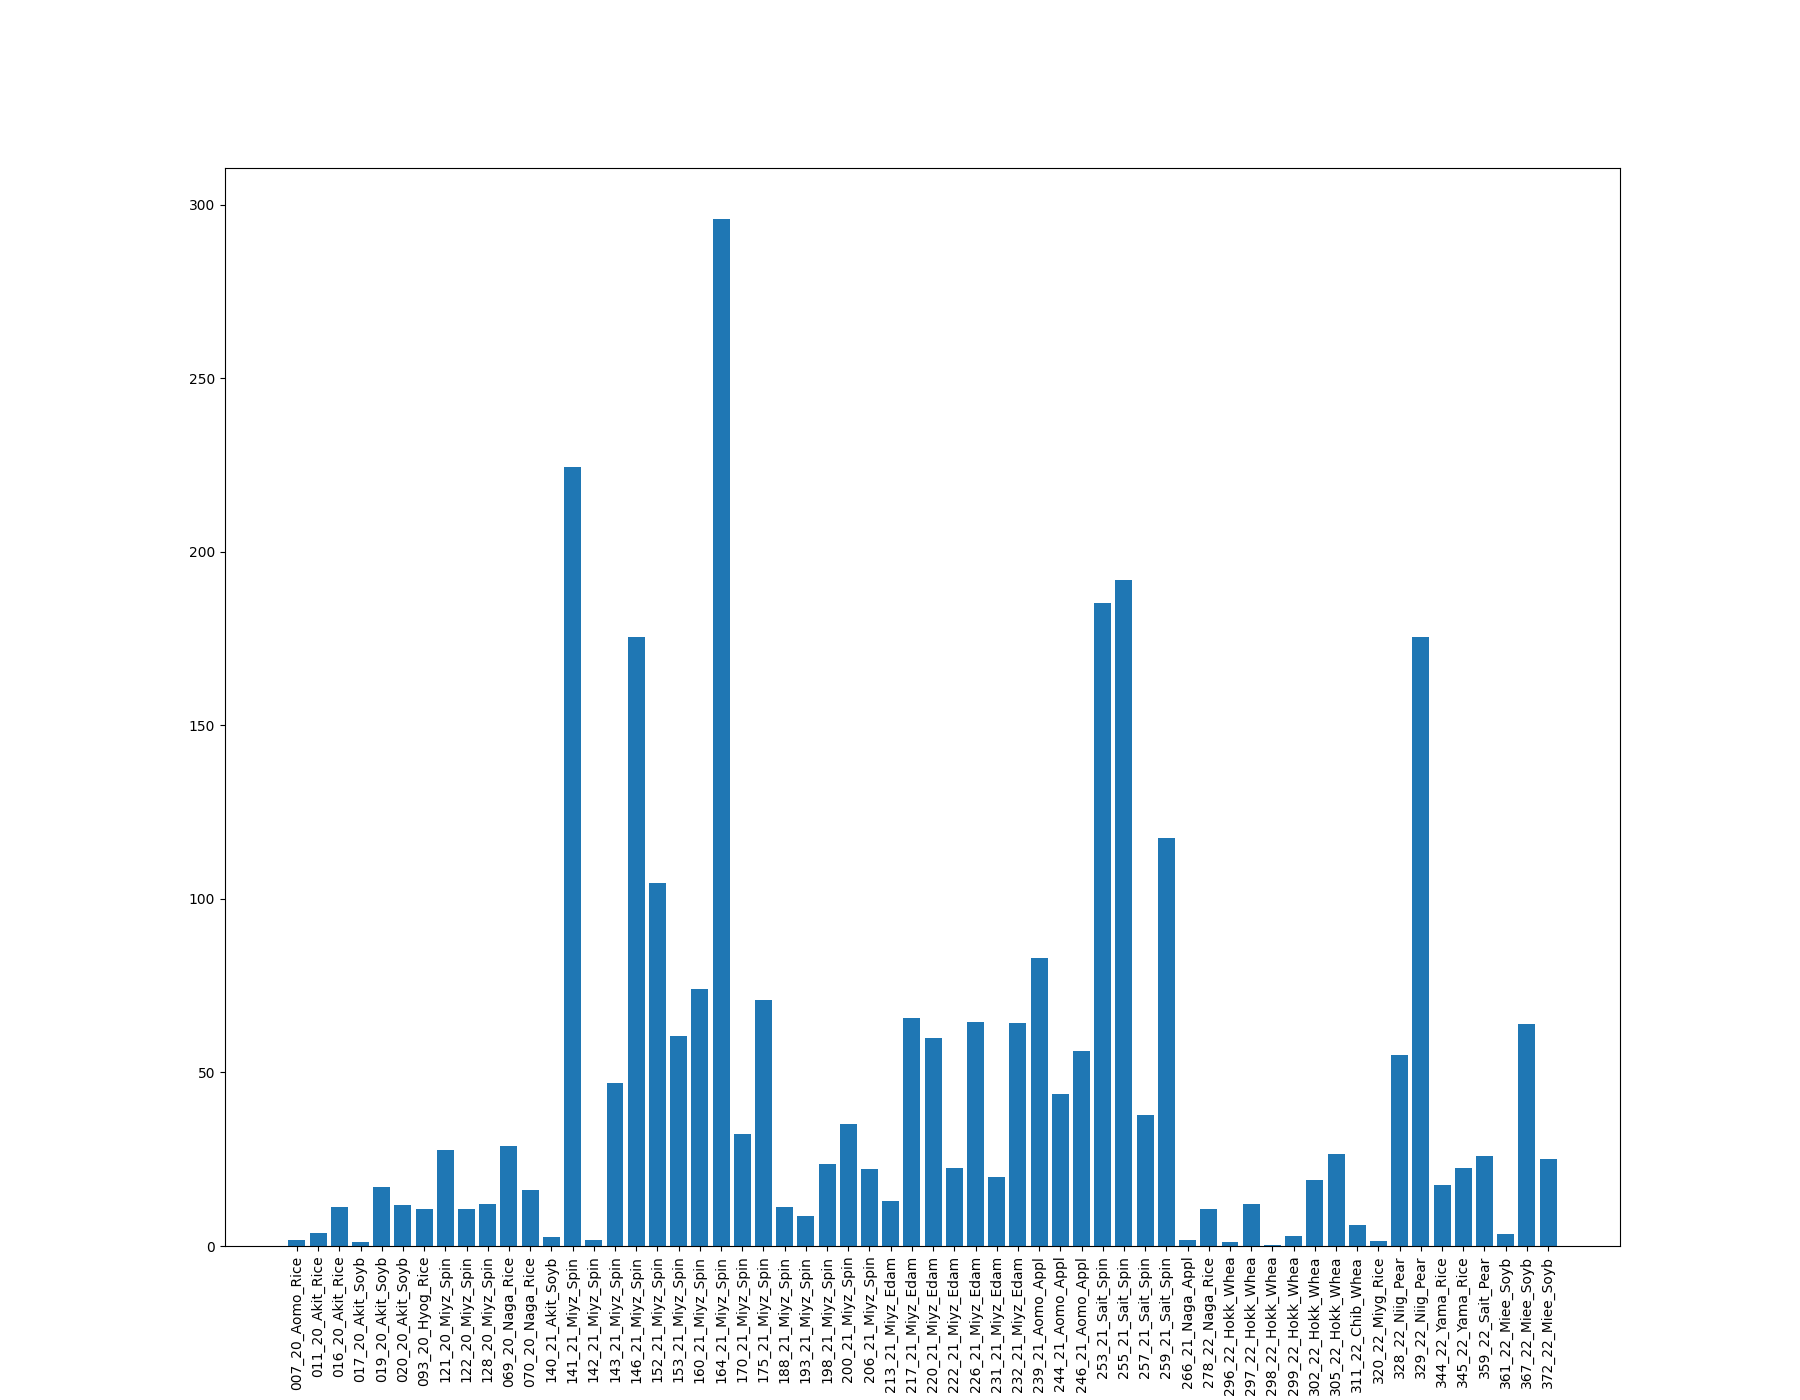 300
250
200
150
100
50
0
007_20_Aomo_Rice
011_20_Akit_Rice
016_20_Akit_Rice
017_20_Akit_Soyb
019_20_Akit_Soyb
020_20_Akit_Soyb
093_20_Hyog_Rice
121_20_Miyz_Spin
122_20_Miyz_Spin
128_20_Miyz_Spin
069_20_Naga_Rice
070_20_Naga_Rice
140_21_Akit_Soyb
141_21_Miyz_Spin
142_21_Miyz_Spin
143_21_Miyz_Spin
146_21_Miyz_Spin
152_21_Miyz_Spin
153_21_Miyz_Spin
160_21_Miyz_Spin
164_21_Miyz_Spin
170_21_Miyz_Spin
175_21_Miyz_Spin
188_21_Miyz_Spin
193_21_Miyz_Spin
198_21_Miyz_Spin
200_21_Miyz_Spin
206_21_Miyz_Spin
213_21_Miyz_Edam
217_21_Miyz_Edam
220_21_Miyz_Edam
222_21_Miyz_Edam
226_21_Miyz_Edam
231_21_Miyz_Edam
232_21_Miyz_Edam
239_21_Aomo_Appl
244_21_Aomo_Appl
246_21_Aomo_Appl
253_21_Sait_Spin
255_21_Sait_Spin
257_21_Sait_Spin
259_21_Sait_Spin
266_21_Naga_Appl
278_22_Naga_Rice
296_22_Hokk_Whea
297_22_Hokk_Whea
298_22_Hokk_Whea
299_22_Hokk_Whea
302_22_Hokk_Whea
305_22_Hokk_Whea
311_22_Chib_Whea
320_22_Miyg_Rice
328_22_Niig_Pear
329_22_Niig_Pear
344_22_Yama_Rice
345_22_Yama_Rice
359_22_Sait_Pear
361_22_Miee_Soyb
367_22_Miee_Soyb
372_22_Miee_Soyb